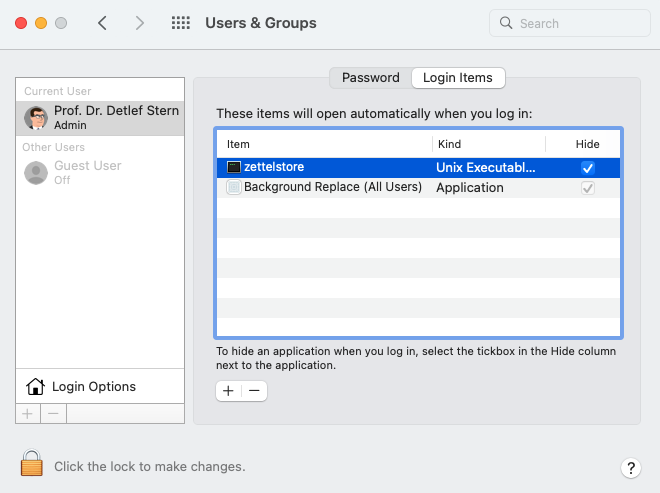 Users & Groups
Search
Current User
Prof. Dr. Detlef Stern
Admin
Other Users
Guest User
Off
Login Options
Password
Login Items
These items will open automatically when you log in:
Item Kind Hide
zettelstore Unix Executabl...
Background Replace (All Users) Application
To hide an application when you log in, select the tickbox in the Hide column
next to the application.
+ −
+ −
Click the lock to make changes.
?